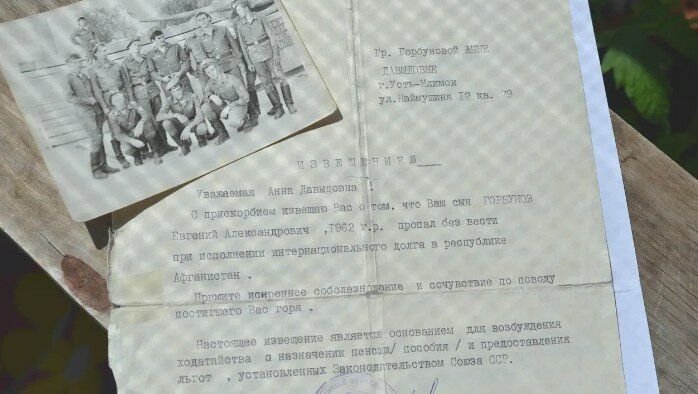 Гр. Горбуновой АННЕ
ДАВЫДОВНЕ
г.Усть-Илимск
ул.Наймушина 12 кв. 79
ИЗВЕЩЕНИЕ № ____
Уважаемая Анна Давыдовна !
С прискорбием извещаю Вас о том, что Ваш сын ГОРБУНОВ
Евгений Александрович ,1962 г.р. пропал без вести
при исполнении интернационального долга в республике
Афганистан .
Примите искреннее соболезнование и сочувствие по поводу
постигшего Вас горя .
Настоящее извещение является основанием для возбуждения
ходатайства о назначении пенсии/ пособия / и предоставления
льгот , установленных Законодательством Союза ССР.